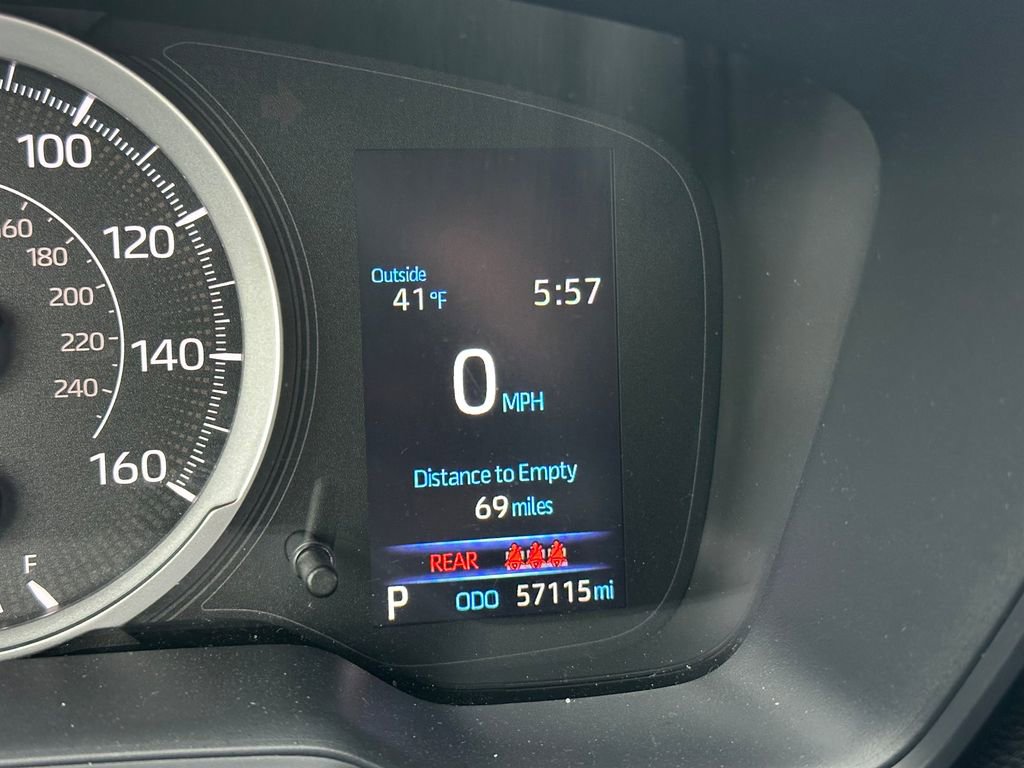 100
120
140
160
160
180
200
220
240
F
Outside
41°F
5:57
0 MPH
Distance to Empty
69 miles
REAR
P
ODO 57115 mi